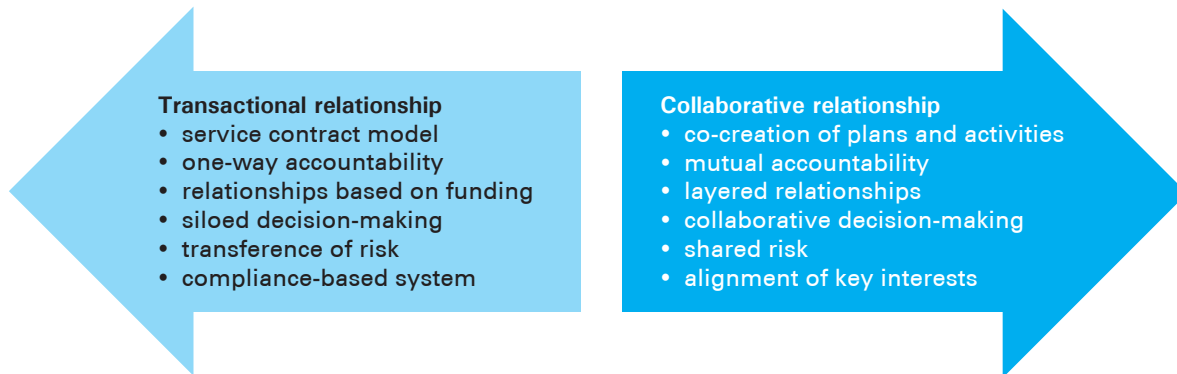 Transactional relationship
• service contract model
• one-way accountability
• relationships based on funding
• siloed decision-making
• transference of risk
• compliance-based system
Collaborative relationship
• co-creation of plans and activities
• mutual accountability
• layered relationships
• collaborative decision-making
• shared risk
• alignment of key interests